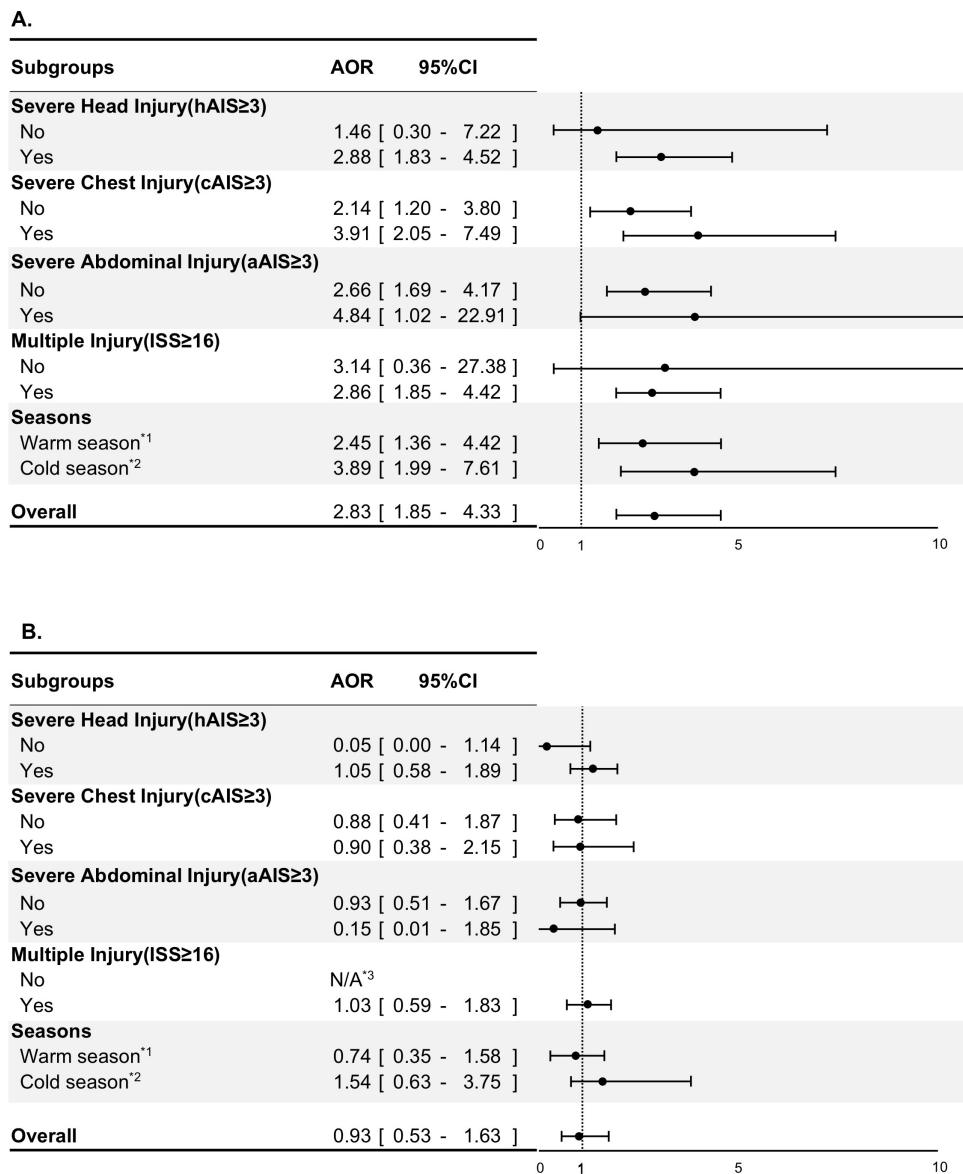 A.
Subgroups AOR 95%CI
Severe Head Injury(hAIS≥3)
No 1.46 [ 0.30 - 7.22 ]
Yes 2.88 [ 1.83 - 4.52 ]
Severe Chest Injury(cAIS≥3)
No 2.14 [ 1.20 - 3.80 ]
Yes 3.91 [ 2.05 - 7.49 ]
Severe Abdominal Injury(aAIS≥3)
No 2.66 [ 1.69 - 4.17 ]
Yes 4.84 [ 1.02 - 22.91 ]
Multiple Injury(ISS≥16)
No 3.14 [ 0.36 - 27.38 ]
Yes 2.86 [ 1.85 - 4.42 ]
Seasons
Warm season*1 2.45 [ 1.36 - 4.42 ]
Cold season*2 3.89 [ 1.99 - 7.61 ]
Overall 2.83 [ 1.85 - 4.33 ]
0 1 5 10
B.
Subgroups AOR 95%CI
Severe Head Injury(hAIS≥3)
No 0.05 [ 0.00 - 1.14 ]
Yes 1.05 [ 0.58 - 1.89 ]
Severe Chest Injury(cAIS≥3)
No 0.88 [ 0.41 - 1.87 ]
Yes 0.90 [ 0.38 - 2.15 ]
Severe Abdominal Injury(aAIS≥3)
No 0.93 [ 0.51 - 1.67 ]
Yes 0.15 [ 0.01 - 1.85 ]
Multiple Injury(ISS≥16)
No N/A*3
Yes 1.03 [ 0.59 - 1.83 ]
Seasons
Warm season*1 0.74 [ 0.35 - 1.58 ]
Cold season*2 1.54 [ 0.63 - 3.75 ]
Overall 0.93 [ 0.53 - 1.63 ]
0 1 5 10